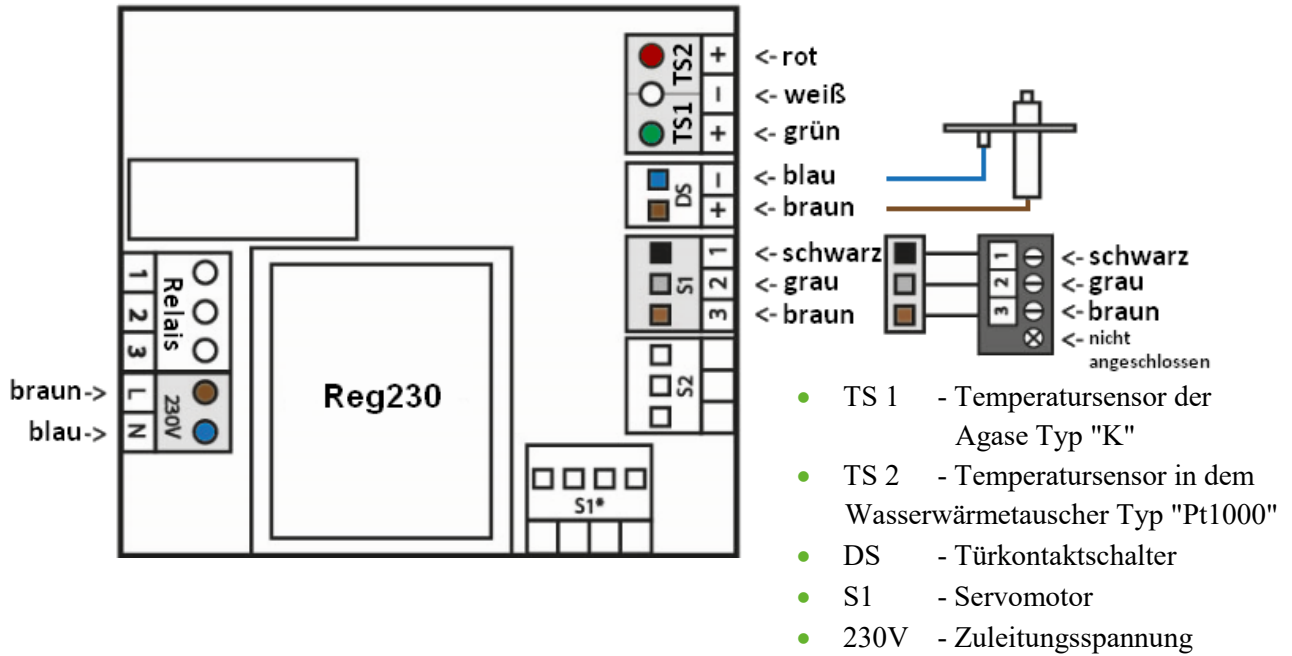 TS2 + <- rot
- <- weiß
TS1 + <- grün
DS - <- blau
+ <- braun
S1 1 <- schwarz 1 <- schwarz
2 <- grau 2 <- grau
3 <- braun 3 <- braun
<- nicht
angeschlossen
S2
S1*
Relais
1
2
3
braun-> L 230V
blau-> N
Reg230
• TS 1 - Temperatursensor der
Agase Typ "K"
• TS 2 - Temperatursensor in dem
Wasserwärmetauscher Typ "Pt1000"
• DS - Türkontaktschalter
• S1 - Servomotor
• 230V - Zuleitungsspannung